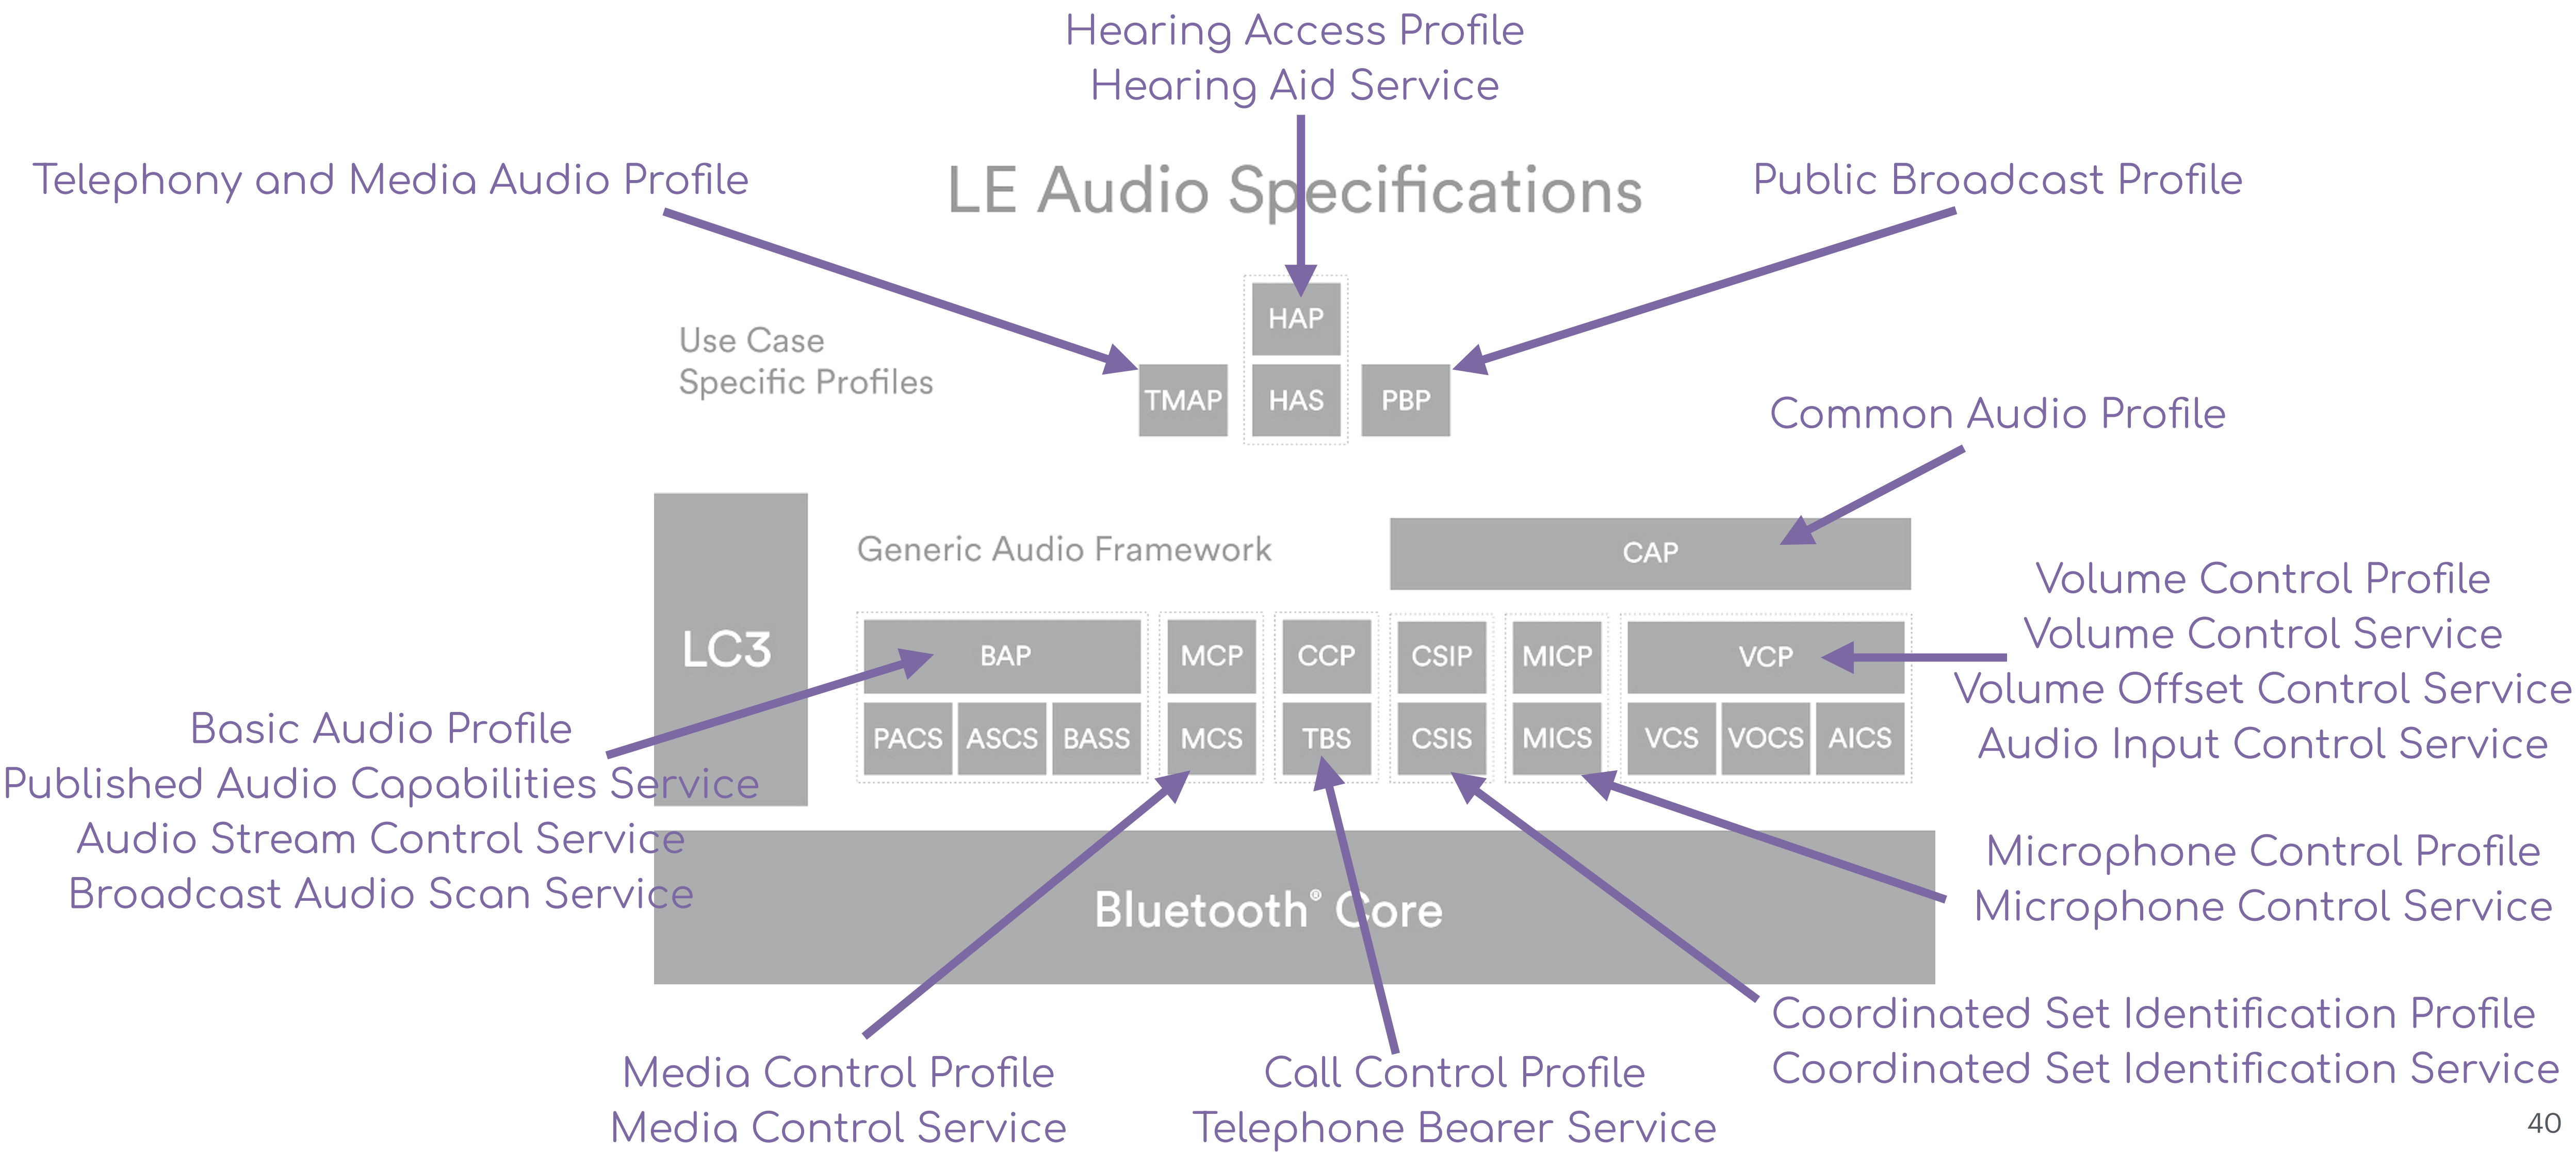 Hearing Access Profile
Hearing Aid Service
Telephony and Media Audio Profile
LE Audio Specifications
Public Broadcast Profile
Use Case
Specific Profiles
HAP
TMAP
HAS
PBP
Common Audio Profile
LC3
Generic Audio Framework
CAP
BAP
MCP
CCP
CSIP
MICP
VCP
PACS
ASCS
BASS
MCS
TBS
CSIS
MICS
VCS
VOCS
AICS
Volume Control Profile
Volume Control Service
Volume Offset Control Service
Audio Input Control Service
Basic Audio Profile
Published Audio Capabilities Service
Audio Stream Control Service
Broadcast Audio Scan Service
Bluetooth® Core
Microphone Control Profile
Microphone Control Service
Media Control Profile
Media Control Service
Call Control Profile
Telephone Bearer Service
Coordinated Set Identification Profile
Coordinated Set Identification Service
40